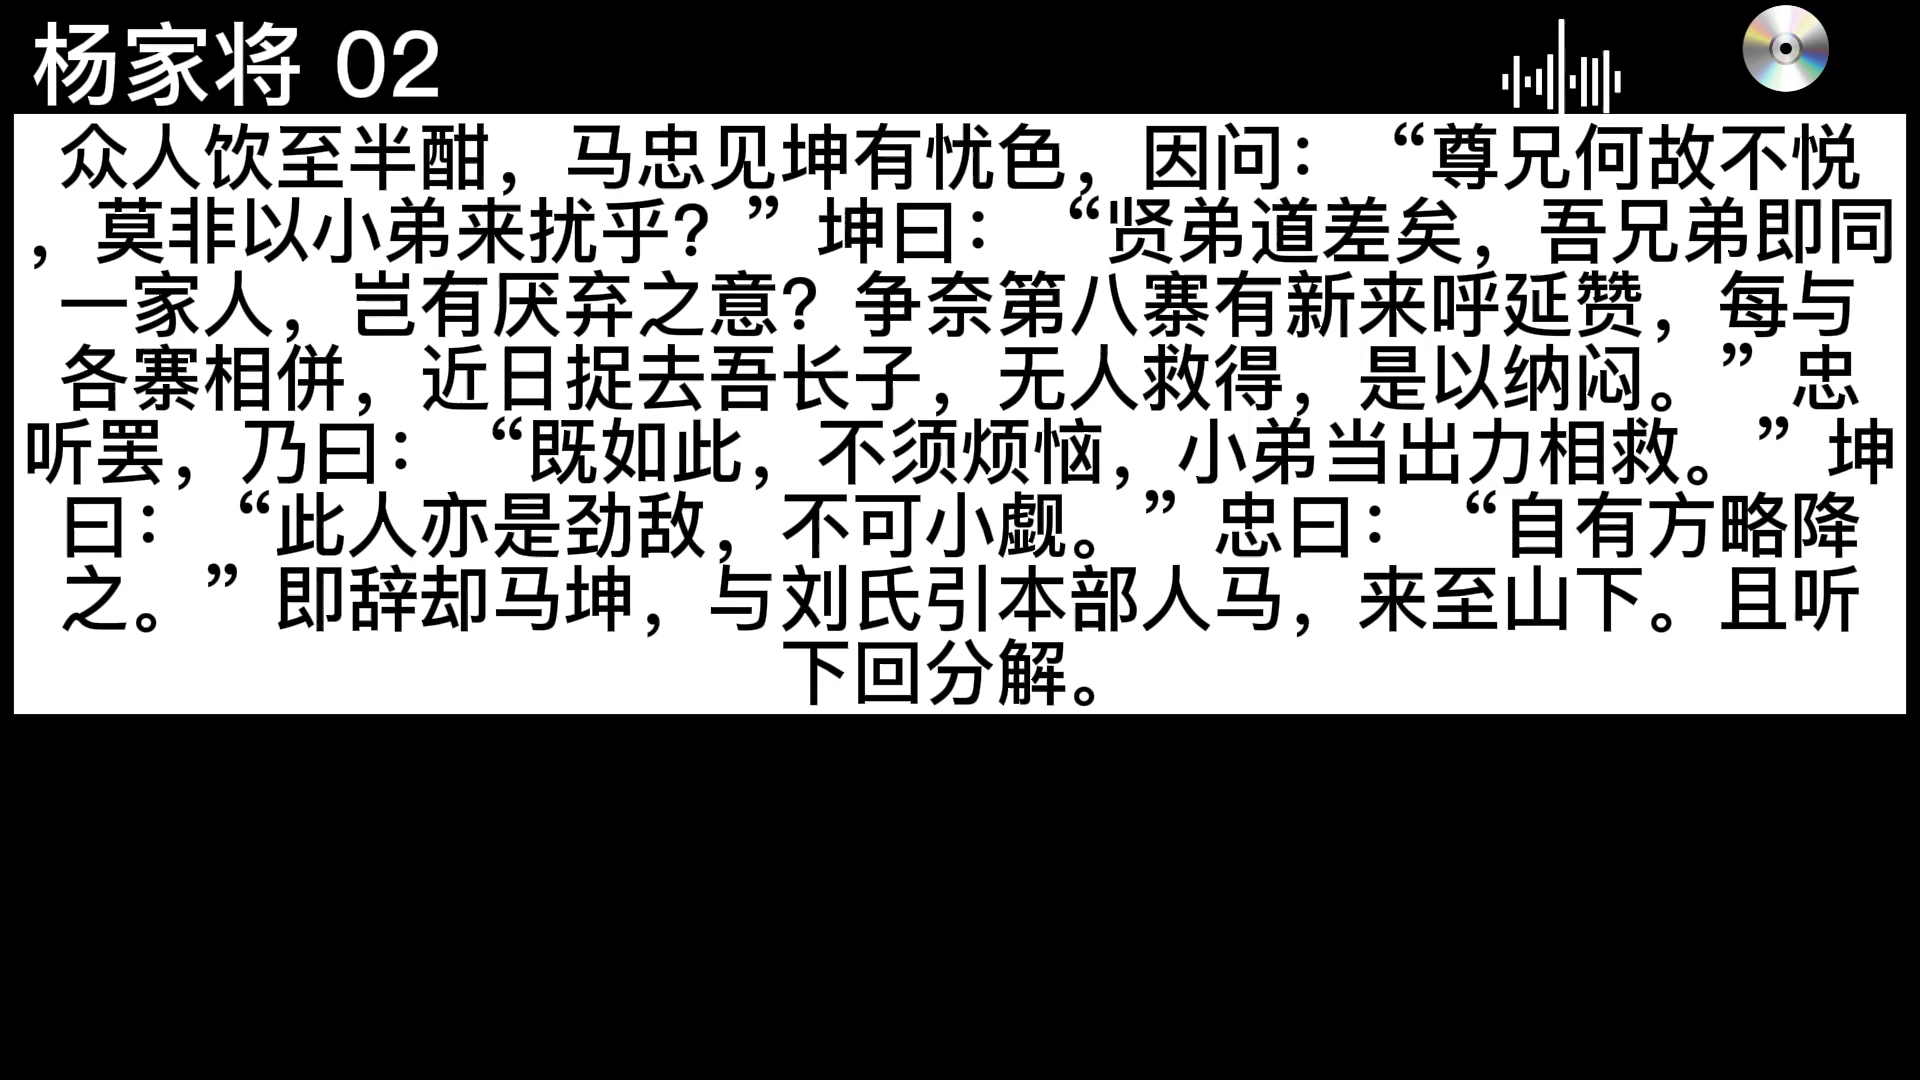 杨家将 02
众人饮至半酣，马忠见坤有忧色，因问：“尊兄何故不悦
，莫非以小弟来扰乎？”坤曰：“贤弟道差矣，吾兄弟即同
一家人，岂有厌弃之意？争奈第八寨有新来呼延赞，每与
各寨相併，近日捉去吾长子，无人救得，是以纳闷。”忠
听罢，乃曰：“既如此，不须烦恼，小弟当出力相救。”坤
曰：“此人亦是劲敌，不可小觑。”忠曰：“自有方略降
之。”即辞却马坤，与刘氏引本部人马，来至山下。且听
下回分解。